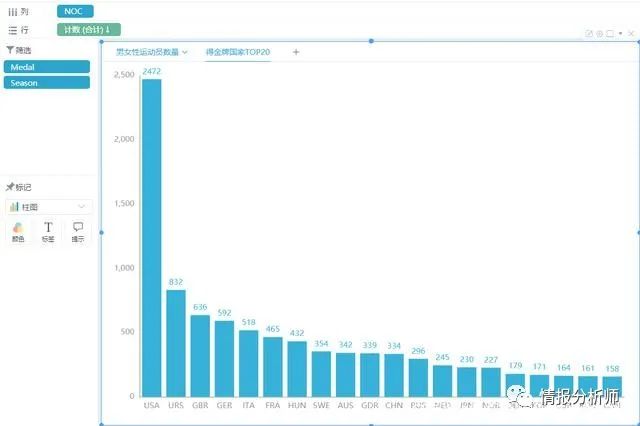 列 NOC
行 计数 (合计)
筛选
Medal
Season
标记
柱图
颜色 标签 提示
男女性运动员数量 得金牌国家TOP20 +
2,500
2,000
1,500
1,000
500
0
2472 832 636 592 518 465 432 354 342 339 334 296 245 230 227 179 171 164 161 158
USA URS GBR GER ITA FRA HUN SWE AUS GDR CHN RUS NED JPN NOR
情报分析师